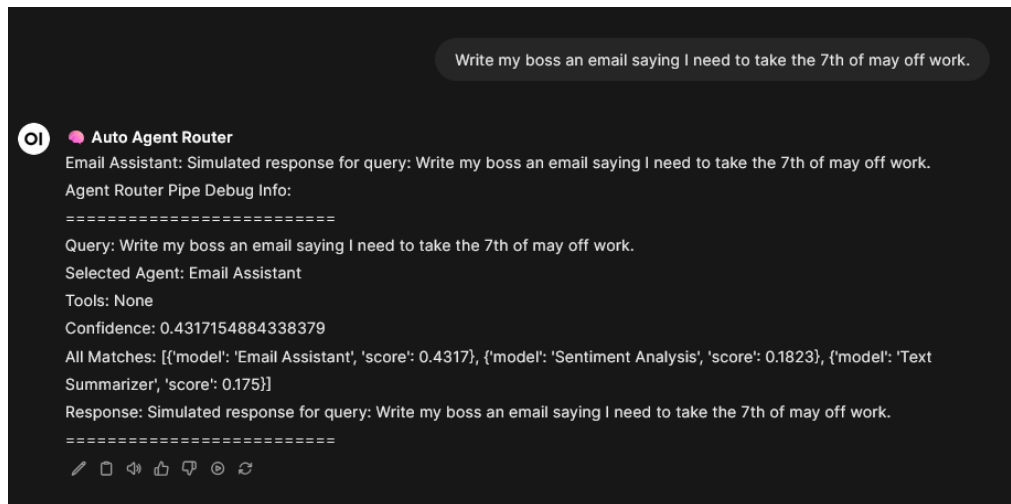 Write my boss an email saying I need to take the 7th of may off work.
OI
Auto Agent Router
Email Assistant: Simulated response for query: Write my boss an email saying I need to take the 7th of may off work.
Agent Router Pipe Debug Info:
==========================
Query: Write my boss an email saying I need to take the 7th of may off work.
Selected Agent: Email Assistant
Tools: None
Confidence: 0.4317154884338379
All Matches: [{'model': 'Email Assistant', 'score': 0.4317}, {'model': 'Sentiment Analysis', 'score': 0.1823}, {'model': 'Text
Summarizer', 'score': 0.175}]
Response: Simulated response for query: Write my boss an email saying I need to take the 7th of may off work.
==========================